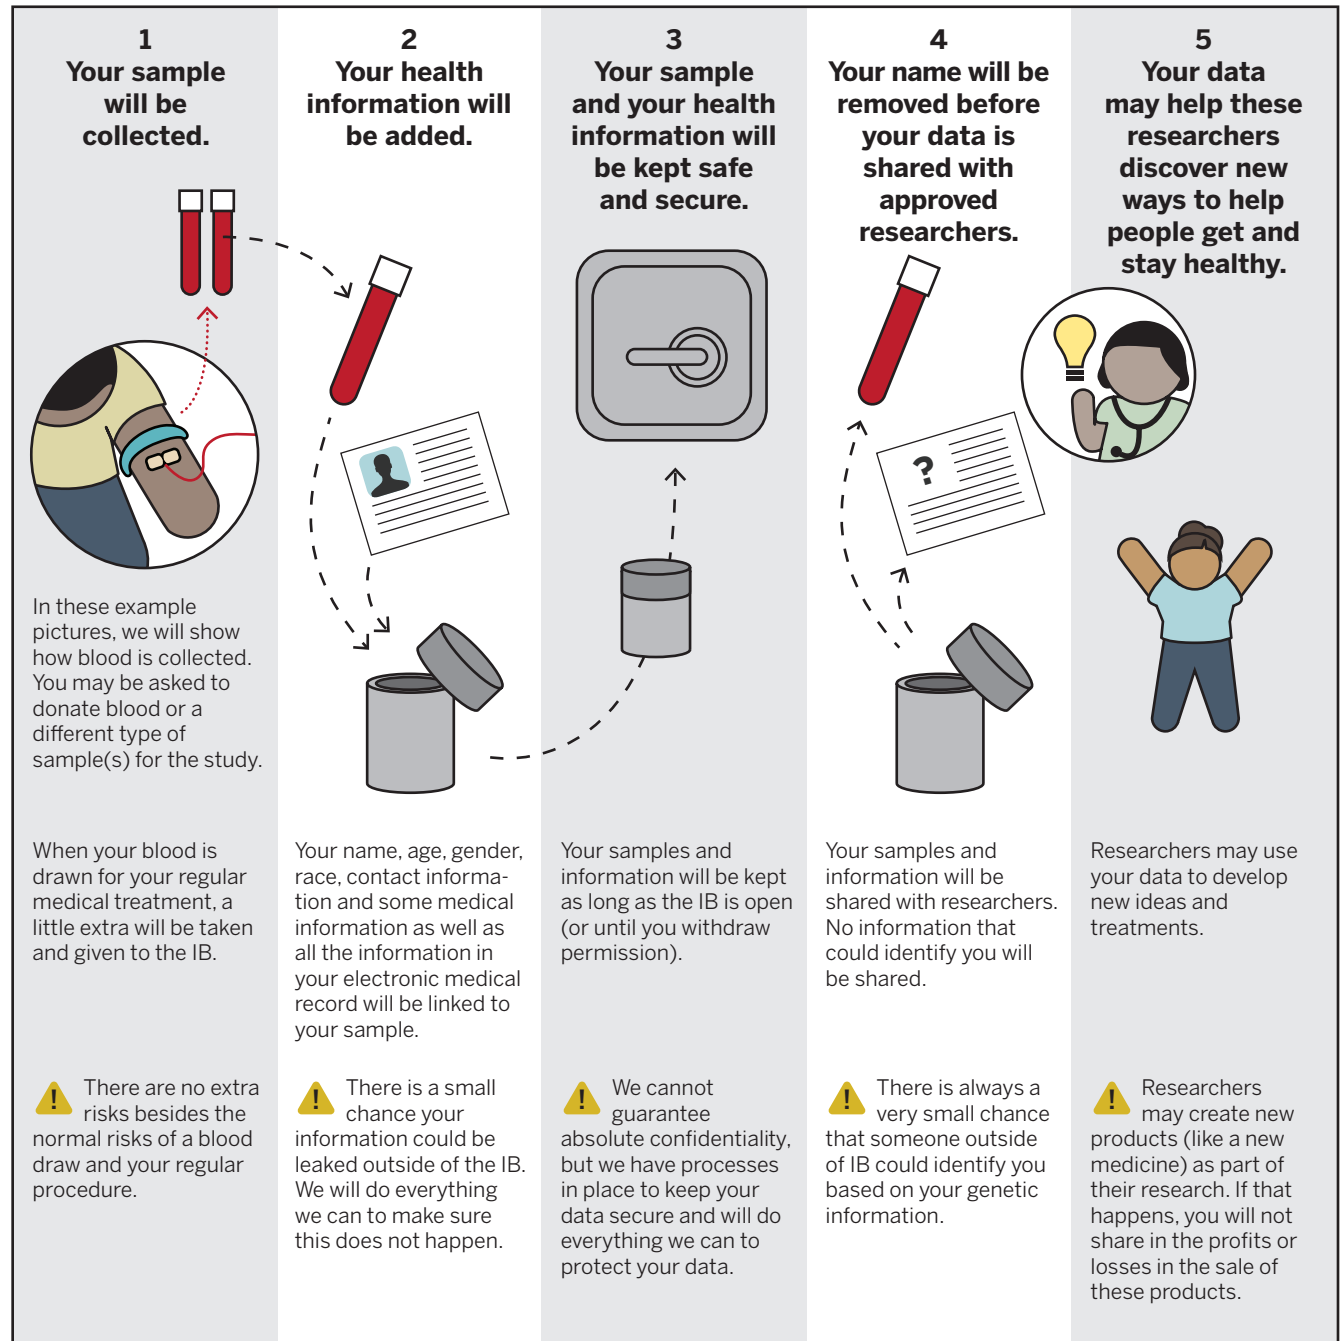 1
Your sample
will be
collected.
In these example
pictures, we will show
how blood is collected.
You may be asked to
donate blood or a
different type of
sample(s) for the study.
When your blood is
drawn for your regular
medical treatment, a
little extra will be taken
and given to the IB.
! There are no extra
risks besides the
normal risks of a blood
draw and your regular
procedure.
2
Your health
information will
be added.
Your name, age, gender,
race, contact informa-
tion and some medical
information as well as
all the information in
your electronic medical
record will be linked to
your sample.
! There is a small
chance your
information could be
leaked outside of the IB.
We will do everything
we can to make sure
this does not happen.
3
Your sample
and your health
information will
be kept safe
and secure.
Your samples and
information will be kept
as long as the IB is open
(or until you withdraw
permission).
! We cannot
guarantee
absolute confidentiality,
but we have processes
in place to keep your
data secure and will do
everything we can to
protect your data.
4
Your name will be
removed before
your data is
shared with
approved
researchers.
?
Your samples and
information will be
shared with researchers.
No information that
could identify you will
be shared.
! There is always a
very small chance
that someone outside
of IB could identify you
based on your genetic
information.
5
Your data
may help these
researchers
discover new
ways to help
people get and
stay healthy.
Researchers may use
your data to develop
new ideas and
treatments.
! Researchers
may create new
products (like a new
medicine) as part of
their research. If that
happens, you will not
share in the profits or
losses in the sale of
these products.